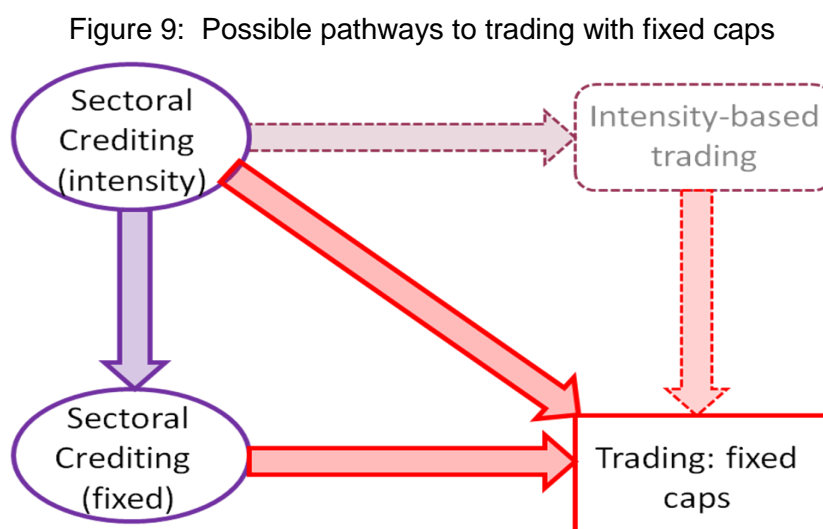 Figure 9:  Possible pathways to trading with fixed caps
Sectoral
Crediting
(intensity)
Intensity-based
trading
Sectoral
Crediting
(fixed)
Trading: fixed
caps